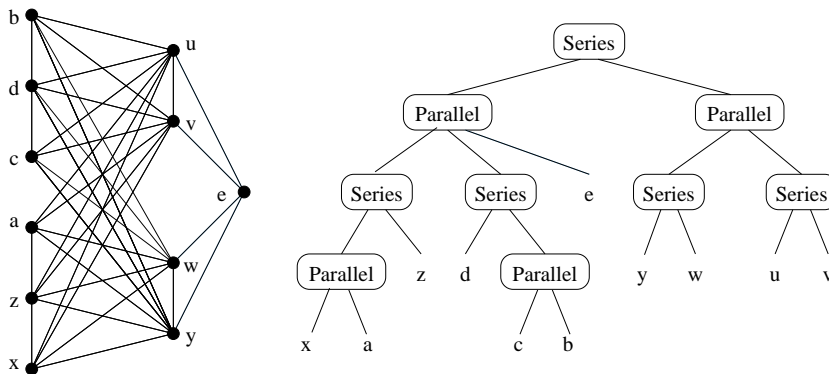 b
u
d
v
c
e
a
w
z
y
x
Series
Parallel
Parallel
Series
Series
e
Series
Series
Parallel
z
d
Parallel
y
w
u
v
x
a
c
b